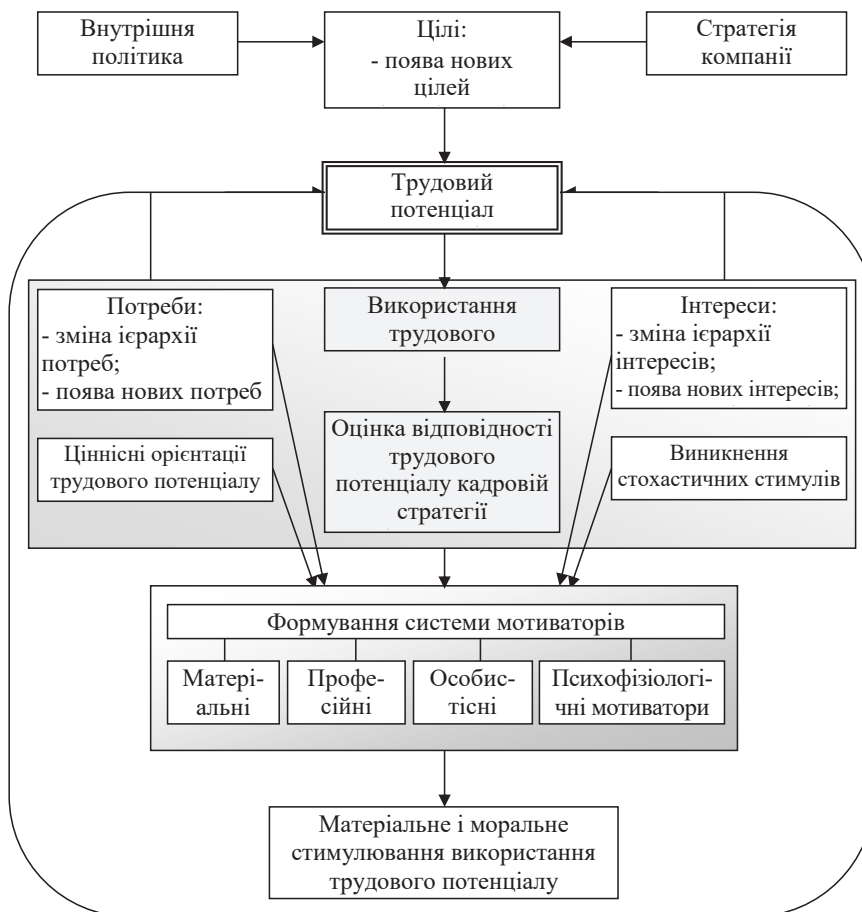 Внутрішня
політика
Цілі:
- поява нових
цілей
Стратегія
компанії
Трудовий
потенціал
Потреби:
- зміна ієрархії
потреб;
- поява нових потреб
Використання
трудового
Інтереси:
- зміна ієрархії
інтересів;
- поява нових інтересів;
Ціннісні орієнтації
трудового потенціалу
Оцінка відповідності
трудового
потенціалу кадровій
стратегії
Виникнення
стохастичних стимулів
Формування системи мотиваторів
Матері-
альні
Профе-
сійні
Особис-
тісні
Психофізіологі-
чні мотиватори
Матеріальне і моральне
стимулювання використання
трудового потенціалу